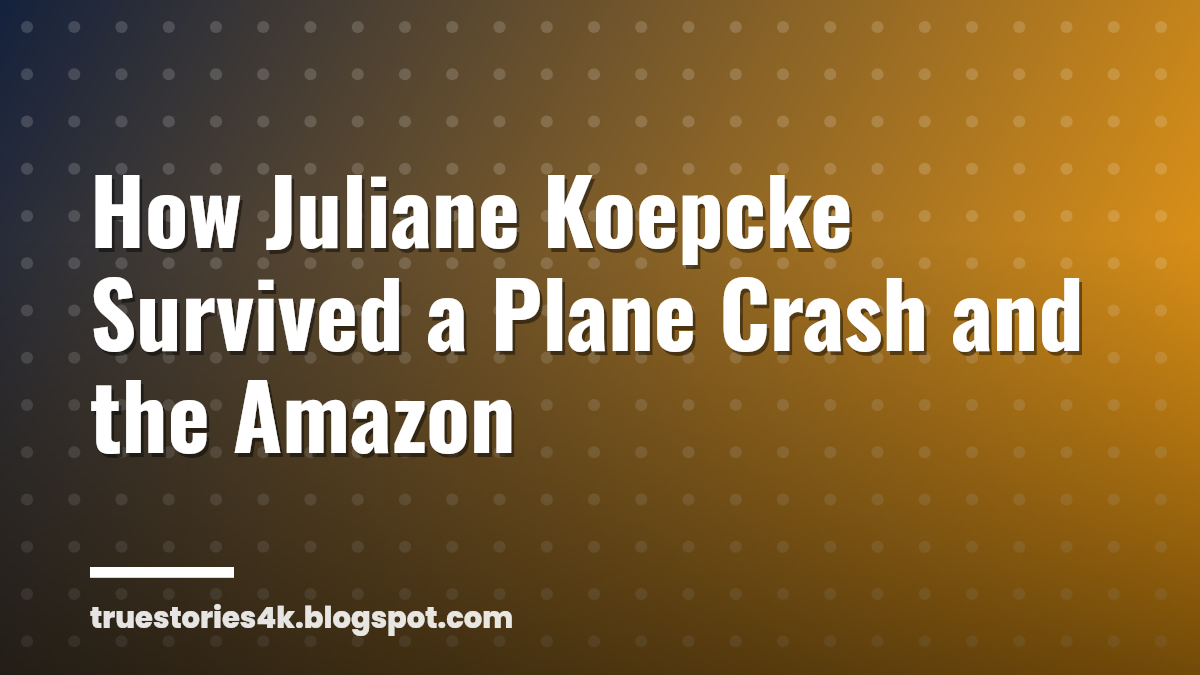 How Juliane Koepcke
Survived a Plane Crash and
the Amazon
truestories4k.blogspot.com